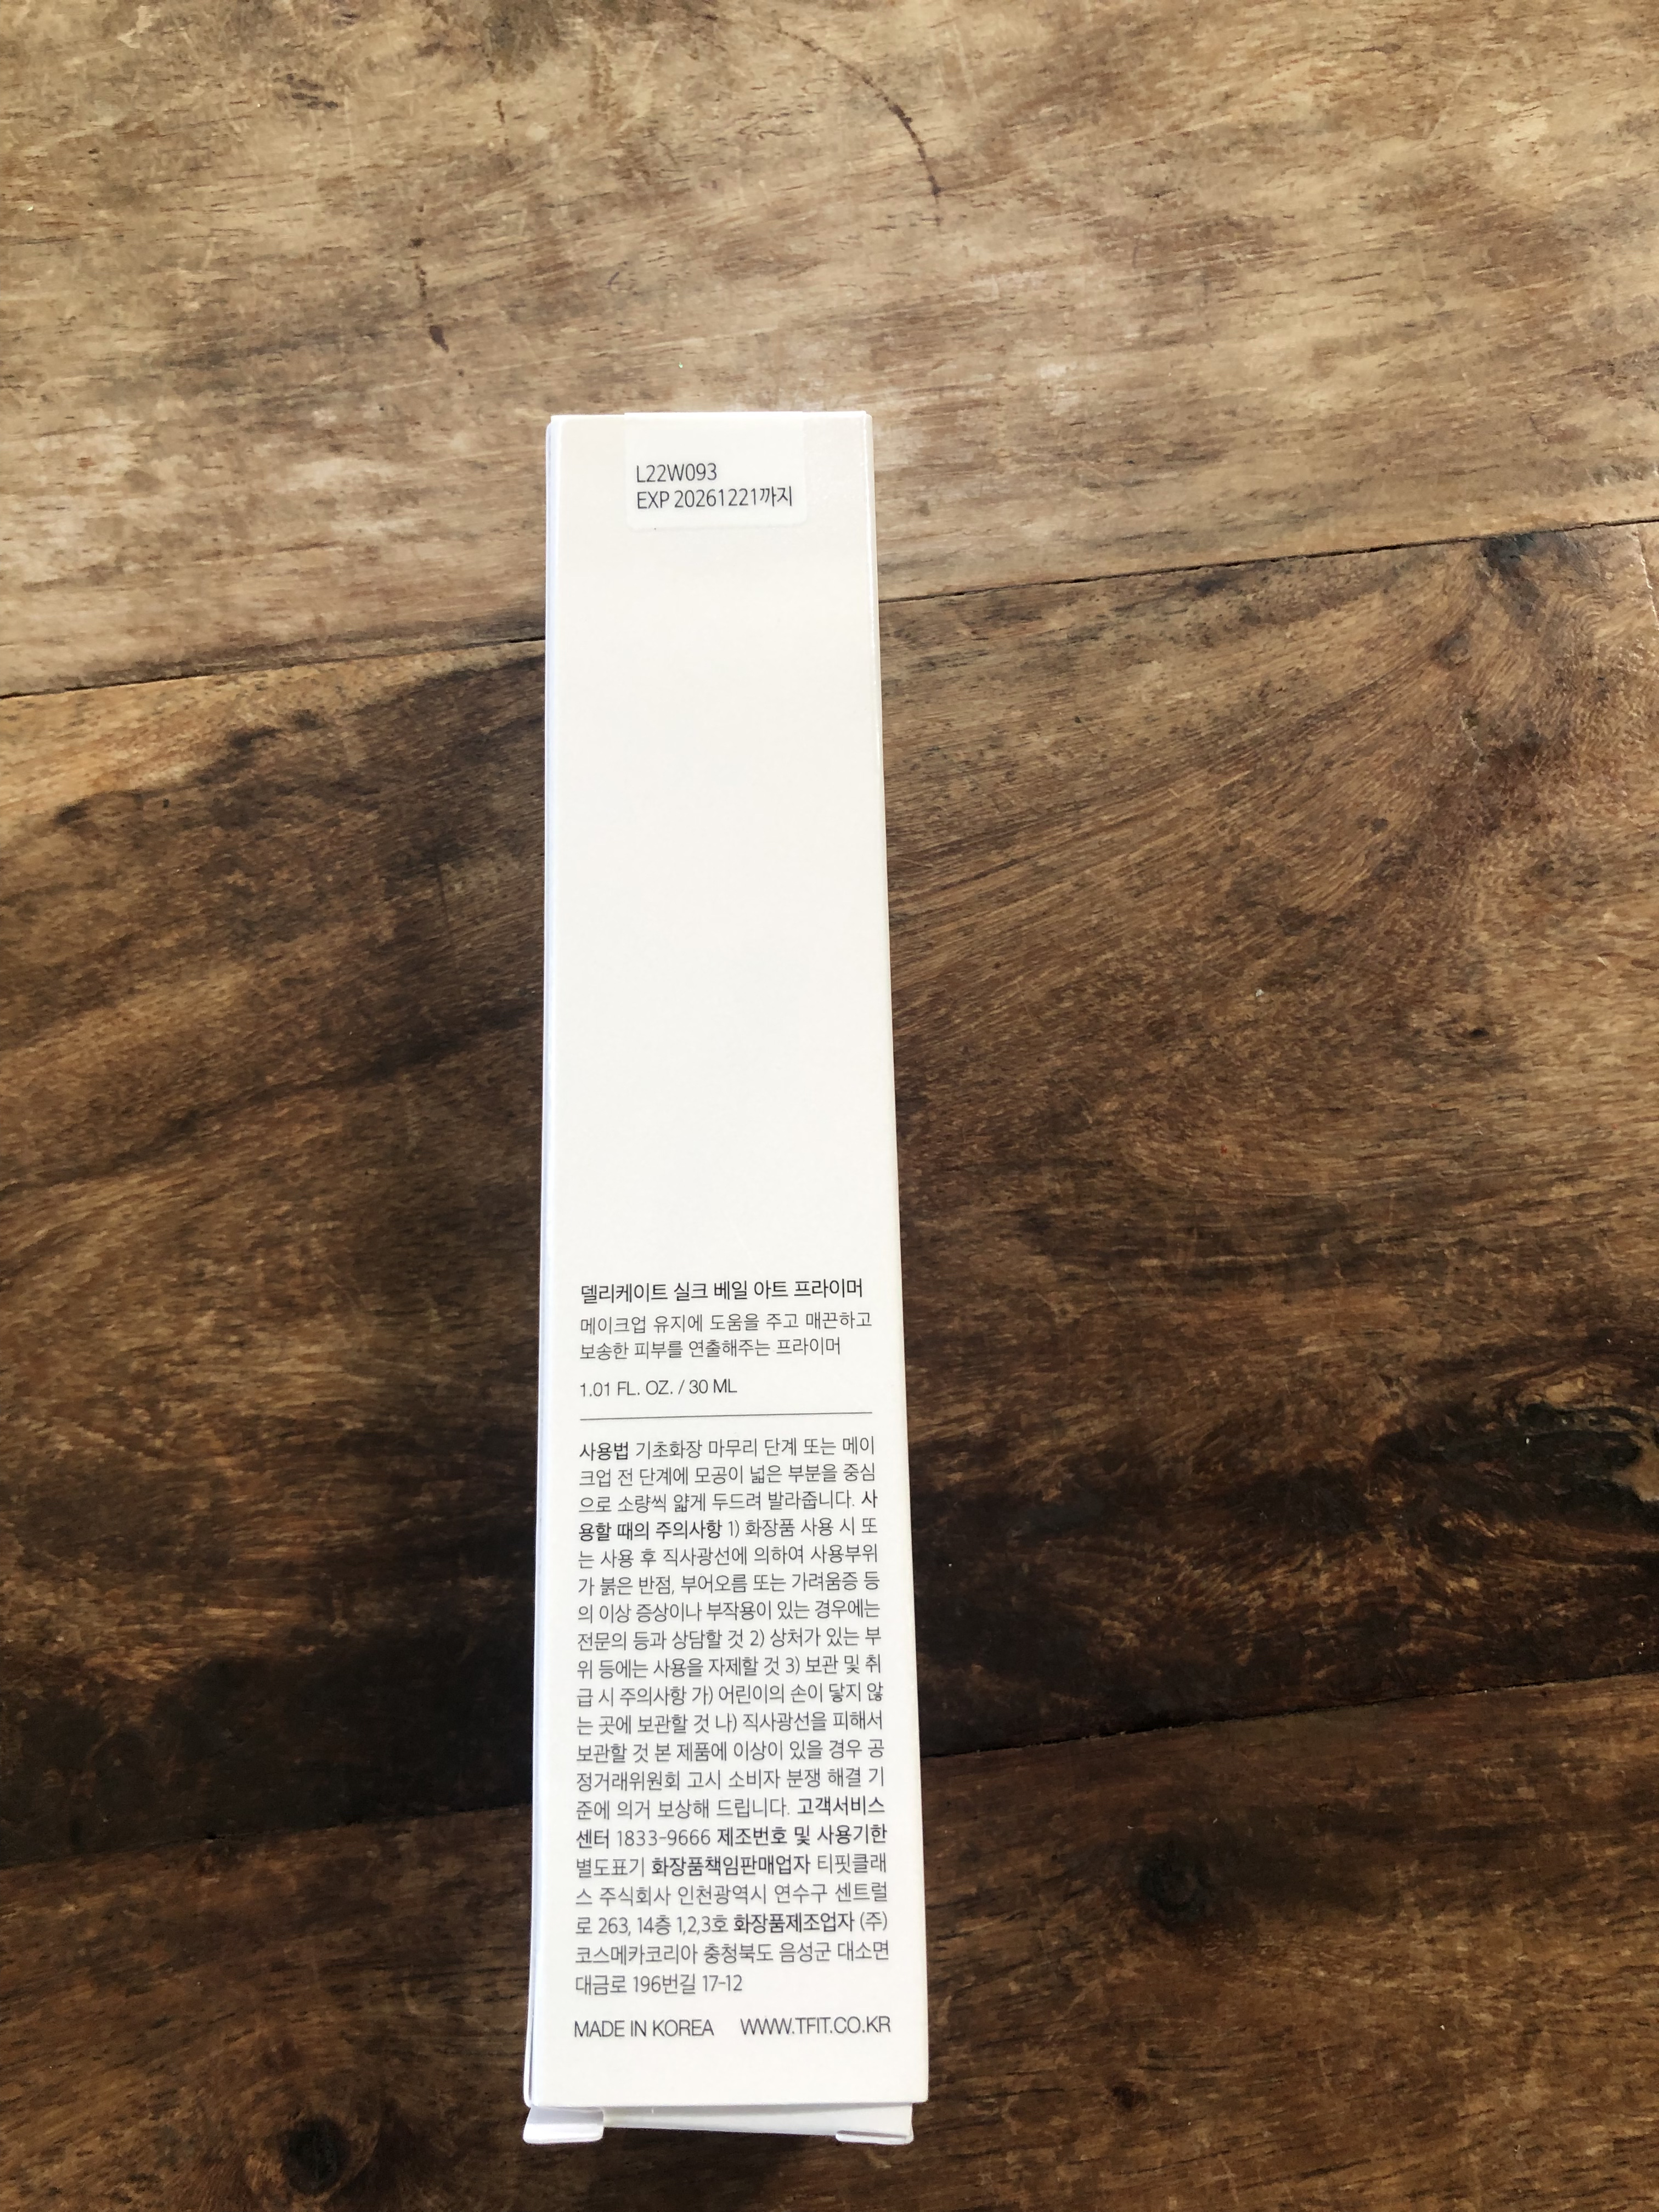 L22W093
EXP 20261221까지
델리케이트 실크 베일 아트 프라이머
메이크업 유지에 도움을 주고 매끈하고
보송한 피부를 연출해주는 프라이머
1.01 FL. OZ. / 30 ML
사용법 기초화장 마무리 단계 또는 메이
크업 전 단계에 모공이 넓은 부분을 중심
으로 소량씩 얇게 두드려 발라줍니다. 사
용할 때의 주의사항 1) 화장품 사용 시 또
는 사용 후 직사광선에 의하여 사용부위
가 붉은 반점, 부어오름 또는 가려움증 등
의 이상 증상이나 부작용이 있는 경우에는
전문의 등과 상담할 것 2) 상처가 있는 부
위 등에는 사용을 자제할 것 3) 보관 및 취
급 시 주의사항 가) 어린이의 손이 닿지 않
는 곳에 보관할 것 나) 직사광선을 피해서
보관할 것 본 제품에 이상이 있을 경우 공
정거래위원회 고시 소비자 분쟁 해결 기
준에 의거 보상해 드립니다. 고객서비스
센터 1833-9666 제조번호 및 사용기한
별도표기 화장품책임판매업자 티핏클래
스 주식회사 인천광역시 연수구 센트럴
로 263, 14층 1,2,3호 화장품제조업자 (주)
코스메카코리아 충청북도 음성군 대소면
대금로 196번길 17-12
MADE IN KOREA WWW.TFIT.CO.KR